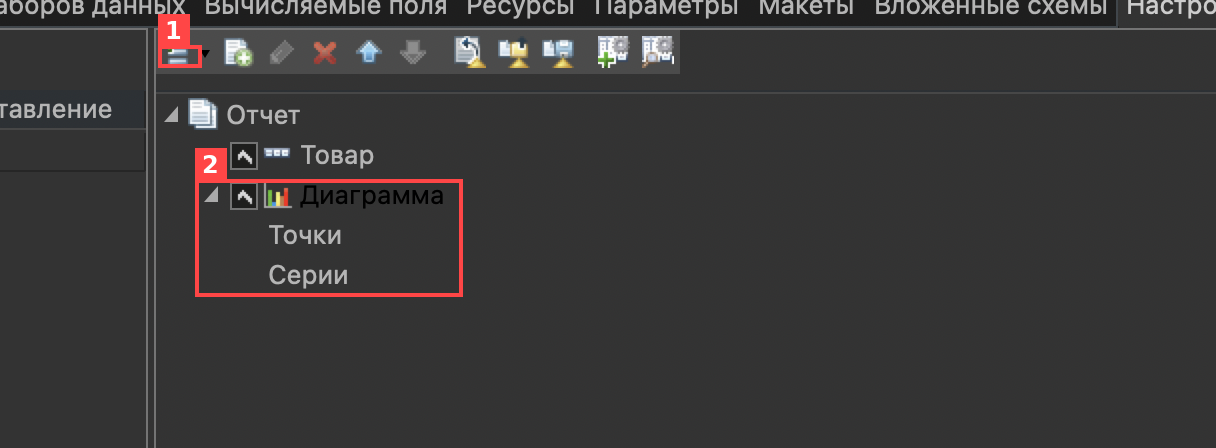 аборов данных Вычисляемые поля Ресурсы Параметры Макеты Вложенные схемы Настро
1
тавление
Отчет
Товар
2
Диаграмма
Точки
Серии